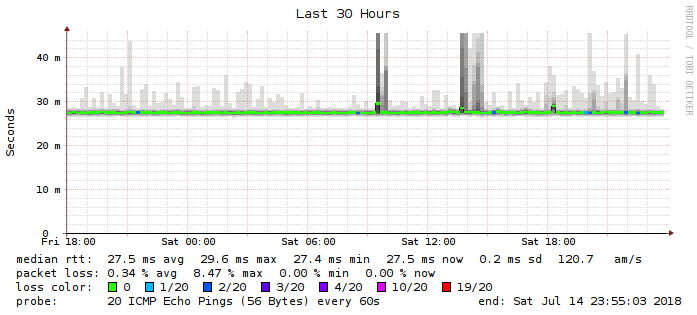 Last 30 Hours
RRDTOOL / TOBI OETIKER
Seconds
40 m
30 m
20 m
10 m
0
Fri 18:00 Sat 00:00 Sat 06:00 Sat 12:00 Sat 18:00
median rtt: 27.5 ms avg 29.6 ms max 27.4 ms min 27.5 ms now 0.2 ms sd 120.7 am/s
packet loss: 0.34 % avg 8.47 % max 0.00 % min 0.00 % now
loss color: 0 1/20 2/20 3/20 4/20 10/20 19/20
probe: 20 ICMP Echo Pings (56 Bytes) every 60s end: Sat Jul 14 23:55:03 2018